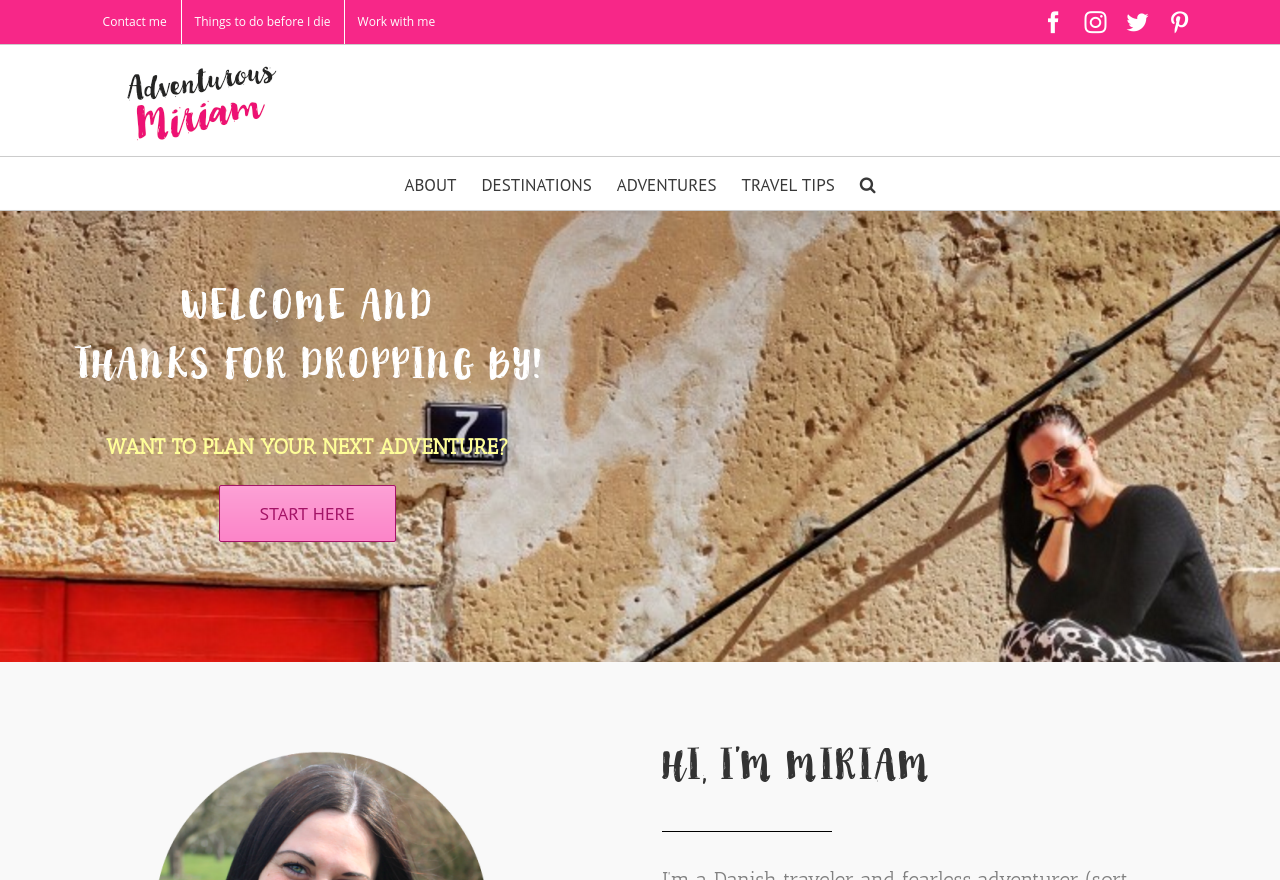 Contact me
Things to do before I die
Work with me
Adventurous
Miriam
ABOUT
DESTINATIONS
ADVENTURES
TRAVEL TIPS
WELCOME AND
THANKS FOR DROPPING BY!
7
WANT TO PLAN YOUR NEXT ADVENTURE?
START HERE
HI, I'M MIRIAM
I'm a Danish traveler and fearless adventurer (sort